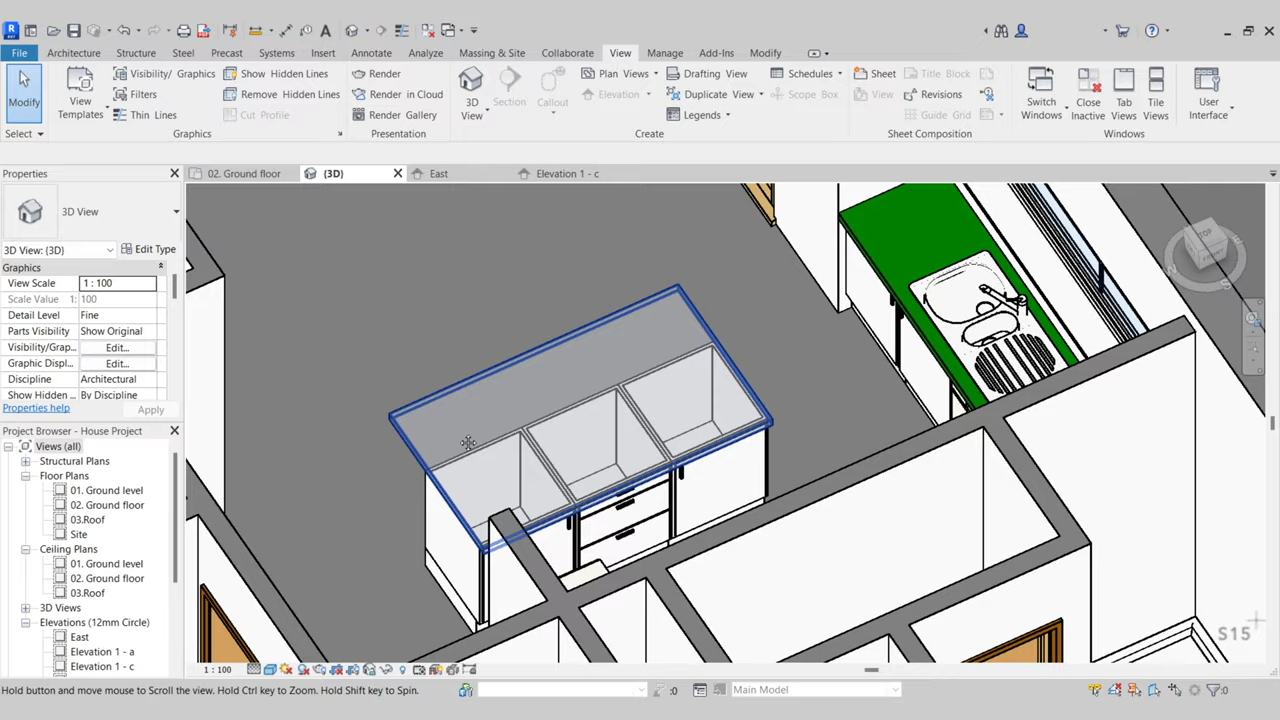 File Architecture Structure Steel Precast Systems Insert Annotate Analyze Massing & Site Collaborate View Manage Add-Ins Modify
Modify
Select
View
Templates
Visibility/ Graphics
Filters
Thin Lines
Show Hidden Lines
Remove Hidden Lines
Cut Profile
Graphics
Render
Render in Cloud
Render Gallery
Presentation
3D
View
Section
Callout
Plan Views
Elevation
Drafting View
Duplicate View
Legends
Schedules
Scope Box
Create
Sheet
View
Title Block
Revisions
Guide Grid
Sheet Composition
Switch
Windows
Close
Inactive
Tab
Views
Tile
Views
User
Interface
Windows
Properties
02. Ground floor
{3D}
East
Elevation 1 - c
3D View
3D View: {3D}
Edit Type
Graphics
View Scale 1 : 100
Scale Value 1: 100
Detail Level Fine
Parts Visibility Show Original
Visibility/Grap... Edit...
Graphic Displ... Edit...
Discipline Architectural
Show Hidden ... By Discipline
Properties help
Apply
Project Browser - House Project
Views (all)
Structural Plans
Floor Plans
01. Ground level
02. Ground floor
03.Roof
Site
Ceiling Plans
01. Ground level
02. Ground floor
03.Roof
3D Views
Elevations (12mm Circle)
East
Elevation 1 - a
Elevation 1 - c
TOP
S15
1 : 100
Hold button and move mouse to Scroll the view. Hold Ctrl key to Zoom. Hold Shift key to Spin.
:0
Main Model
:0